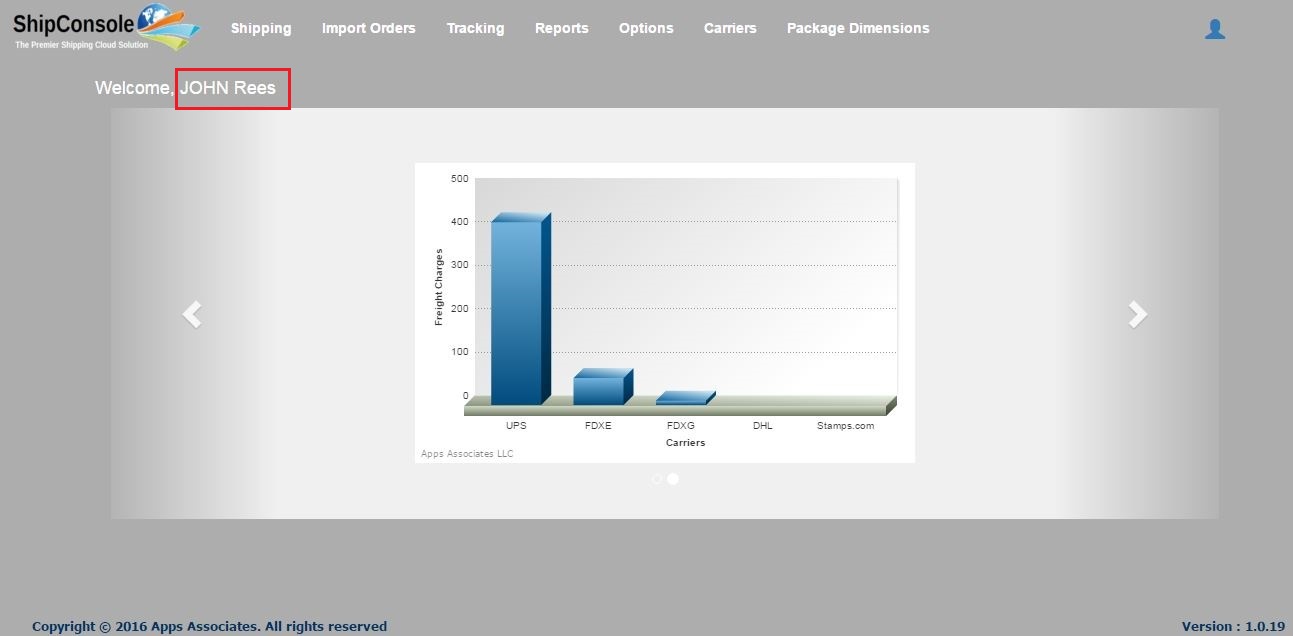 ShipConsole
The Premier Shipping Cloud Solution
Shipping Import Orders Tracking Reports Options Carriers Package Dimensions
Welcome, JOHN Rees
500
400
300
200
100
0
Freight Charges
UPS FDXE FDXG DHL Stamps.com
Carriers
Apps Associates LLC
Copyright © 2016 Apps Associates. All rights reserved
Version : 1.0.19